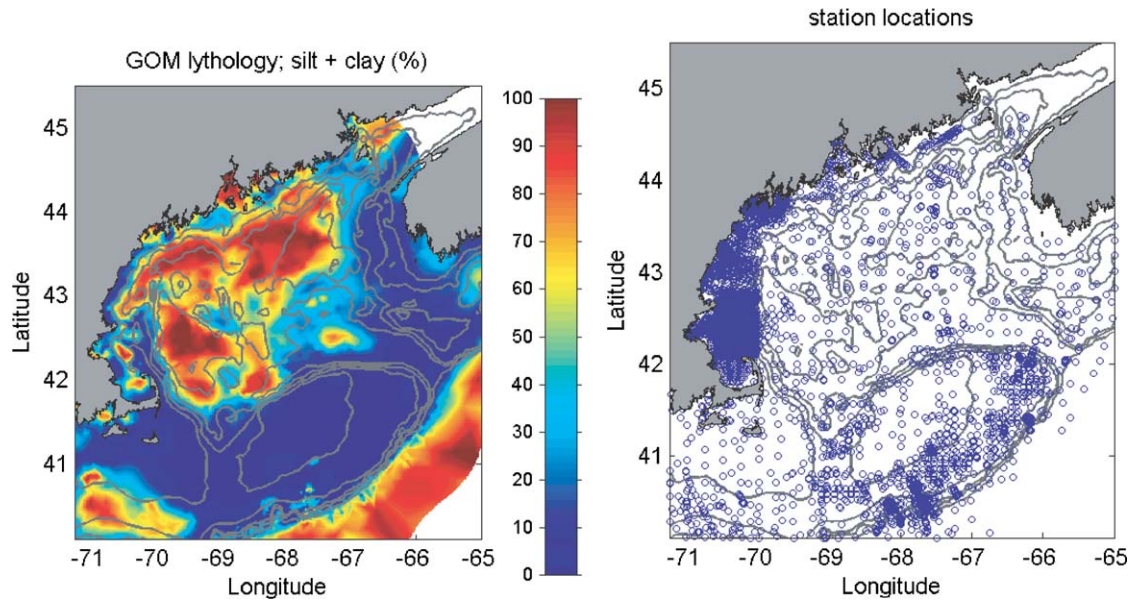 GOM lythology; silt + clay (%)
45
44
43
42
41
Latitude
-71 -70 -69 -68 -67 -66 -65
Longitude
100
90
80
70
60
50
40
30
20
10
0
station locations
45
44
43
42
41
Latitude
-71 -70 -69 -68 -67 -66 -65
Longitude